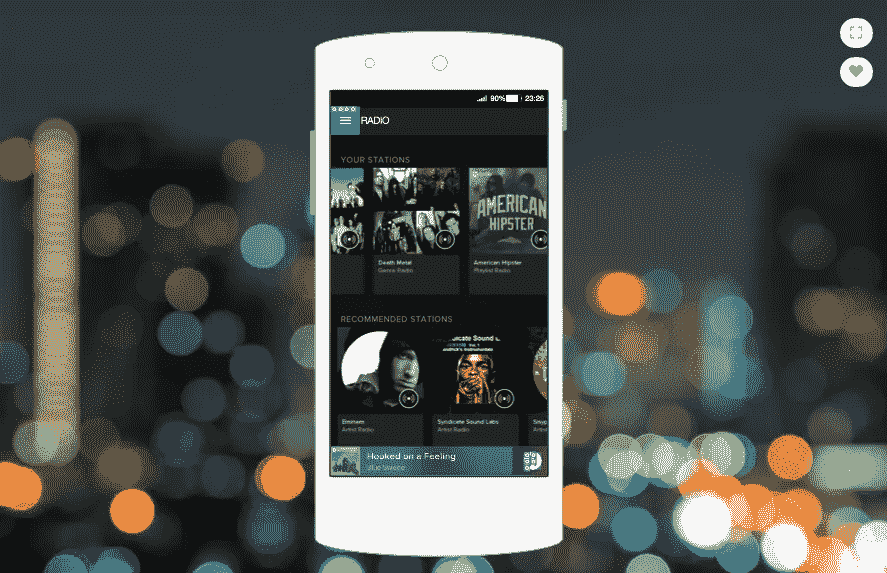 90% 23:26
RADIO
YOUR STATIONS
AMERICAN
HIPSTER
Death Metal
Genre Radio
American Hipster
Playlist Radio
RECOMMENDED STATIONS
Eminem
Artist Radio
Syndicate Sound Labs
Artist Radio
Hooked on a Feeling
Blue Swede